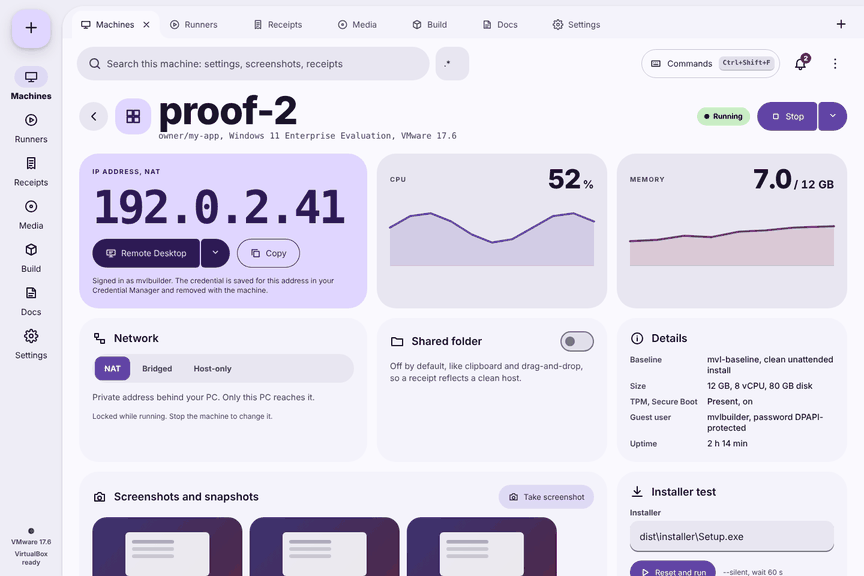 Machines
Runners
Receipts
Media
Build
Docs
Settings
Machines
Runners
Receipts
Media
Build
Docs
Settings
VMware 17.6
VirtualBox
ready
Search this machine: settings, screenshots, receipts
.*
Commands Ctrl+Shift+F
2
proof-2
owner/my-app, Windows 11 Enterprise Evaluation, VMware 17.6
Running
Stop
IP ADDRESS, NAT
192.0.2.41
Remote Desktop
Copy
Signed in as mvlbuilder. The credential is saved for this address in your
Credential Manager and removed with the machine.
CPU
52 %
MEMORY
7.0 / 12 GB
Network
NAT Bridged Host-only
Private address behind your PC. Only this PC reaches it.
Locked while running. Stop the machine to change it.
Shared folder
Off by default, like clipboard and drag-and-drop,
so a receipt reflects a clean host.
Details
Baseline mvl-baseline, clean unattended
install
Size 12 GB, 8 vCPU, 80 GB disk
TPM, Secure Boot Present, on
Guest user mvlbuilder, password DPAPI-
protected
Uptime 2 h 14 min
Screenshots and snapshots
Take screenshot
Installer test
Installer
dist\installer\Setup.exe
Reset and run --silent, wait 60 s